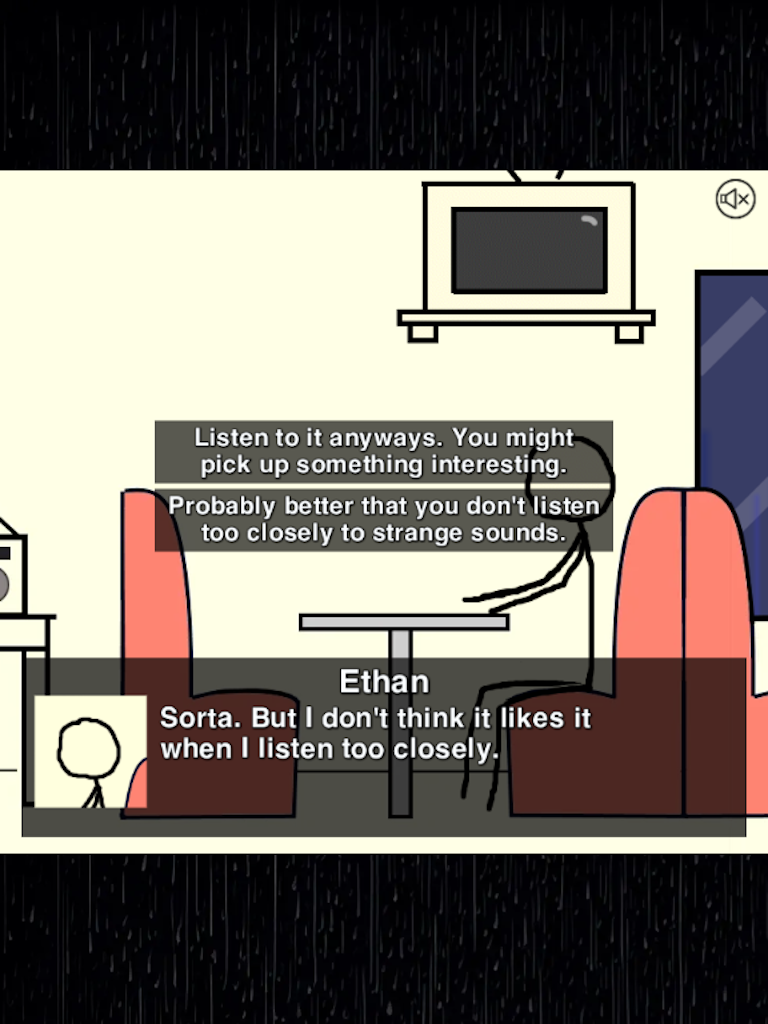 Listen to it anyways. You might
pick up something interesting.
Probably better that you don't listen
too closely to strange sounds.
Ethan
Sorta. But I don't think it likes it
when I listen too closely.